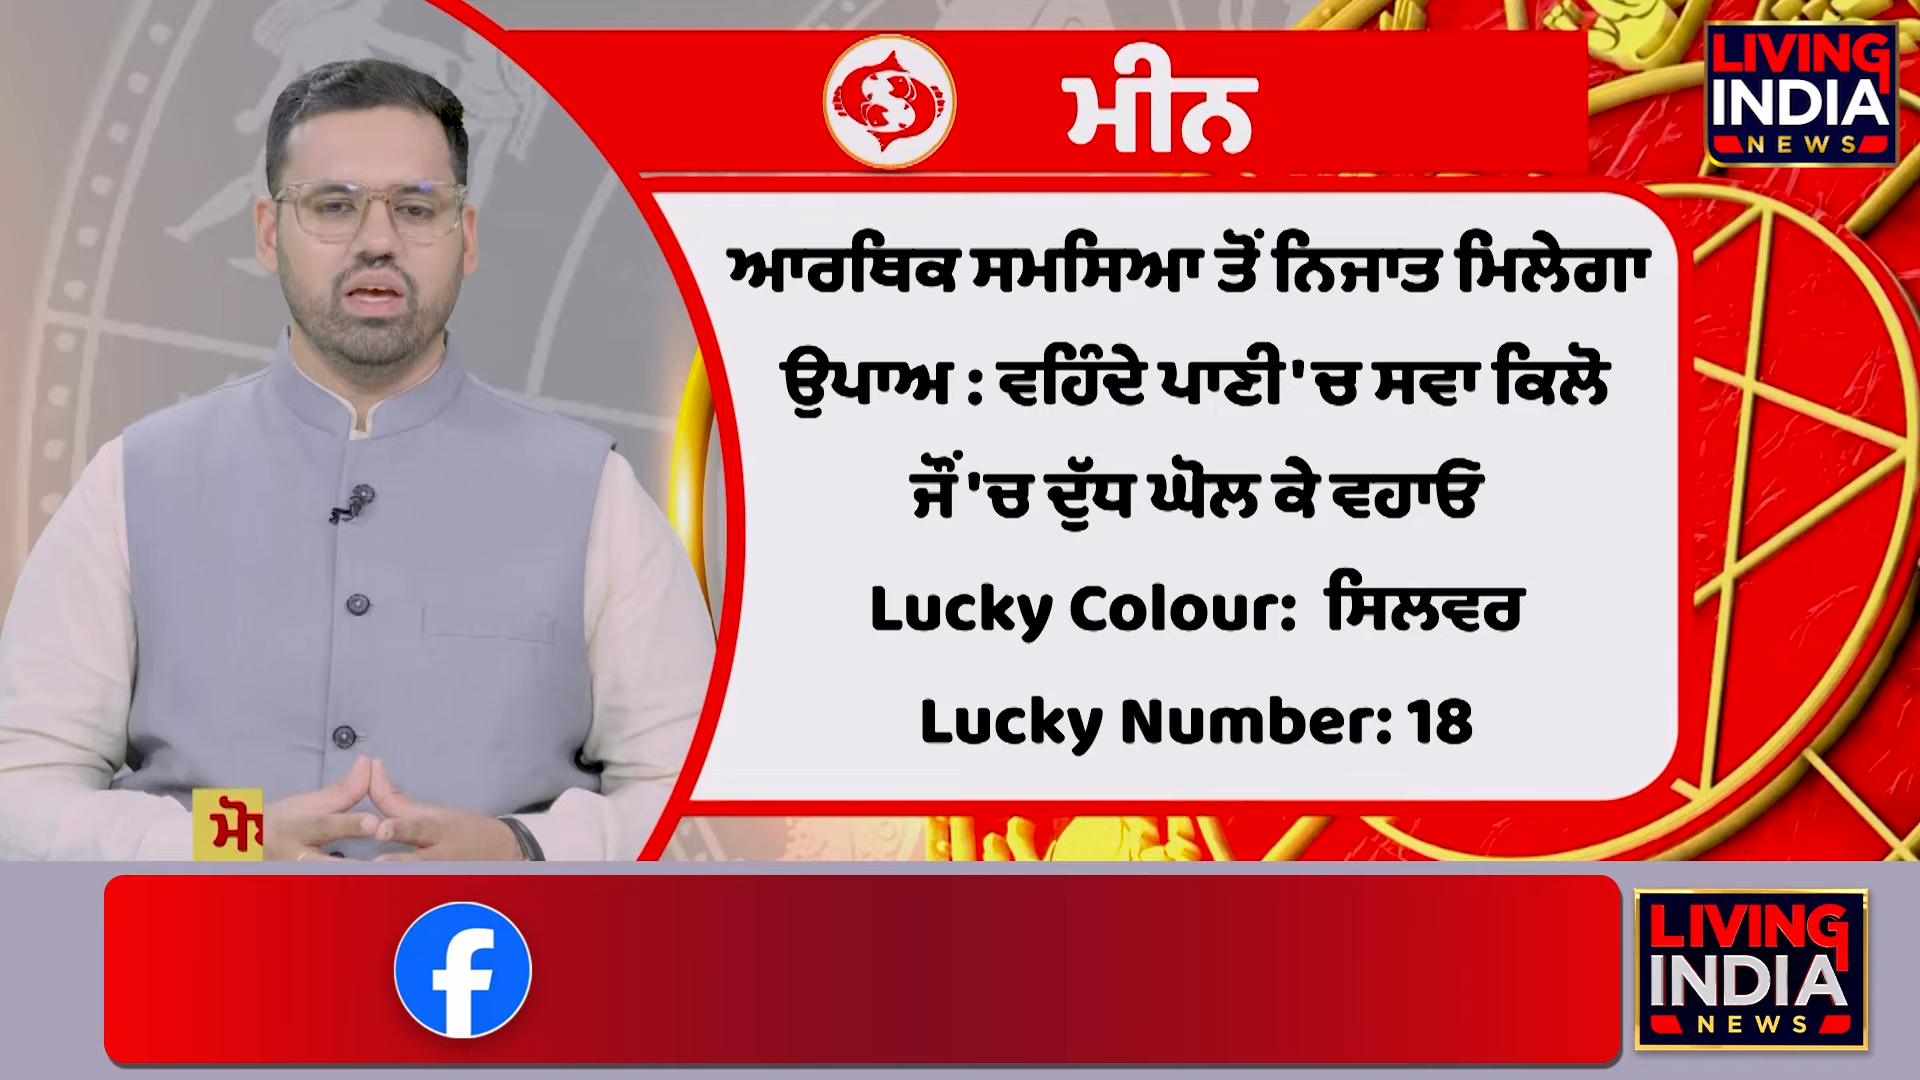 ਮੀਨ
LIVING
INDIA
NEWS
ਆਰਥਿਕ ਸਮਸਿਆ ਤੋਂ ਨਿਜਾਤ ਮਿਲੇਗਾ
ਉਪਾਅ : ਵਹਿੰਦੇ ਪਾਣੀ'ਚ ਸਵਾ ਕਿਲੋ
ਜੌਂ'ਚ ਦੁੱਧ ਘੋਲ ਕੇ ਵਹਾਓ
Lucky Colour: ਸਿਲਵਰ
Lucky Number: 18
LIVING
INDIA
NEWS